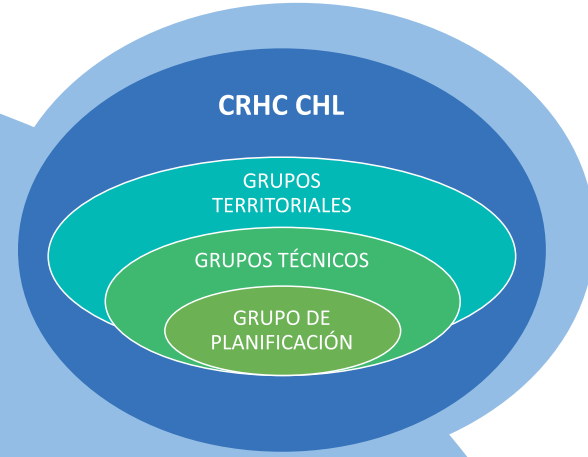 CRHC CHL
GRUPOS
TERRITORIALES
GRUPOS TÉCNICOS
GRUPO DE
PLANIFICACIÓN